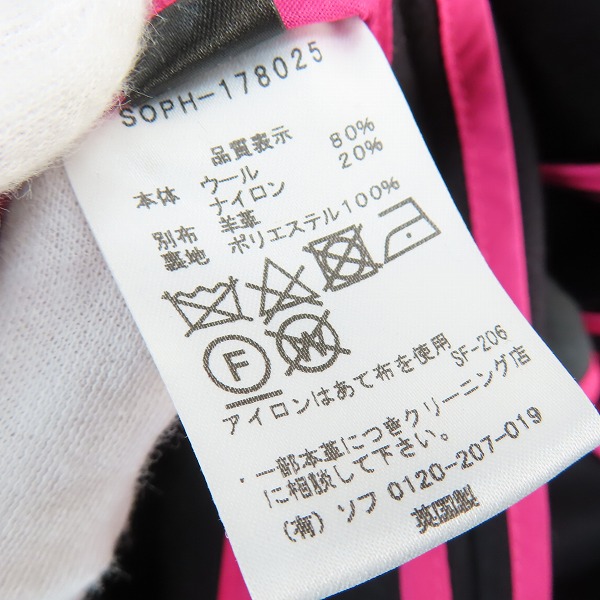 SOPH-178025
品質表示
本体 ウール 80%
ナイロン 20%
別布 羊革
裏地 ポリエステル100%
F W
アイロンはあて布を使用
SF-206
・一部本革につきクリーニング店
に相談して下さい。
(有) ソフ 0120-207-019
英国製